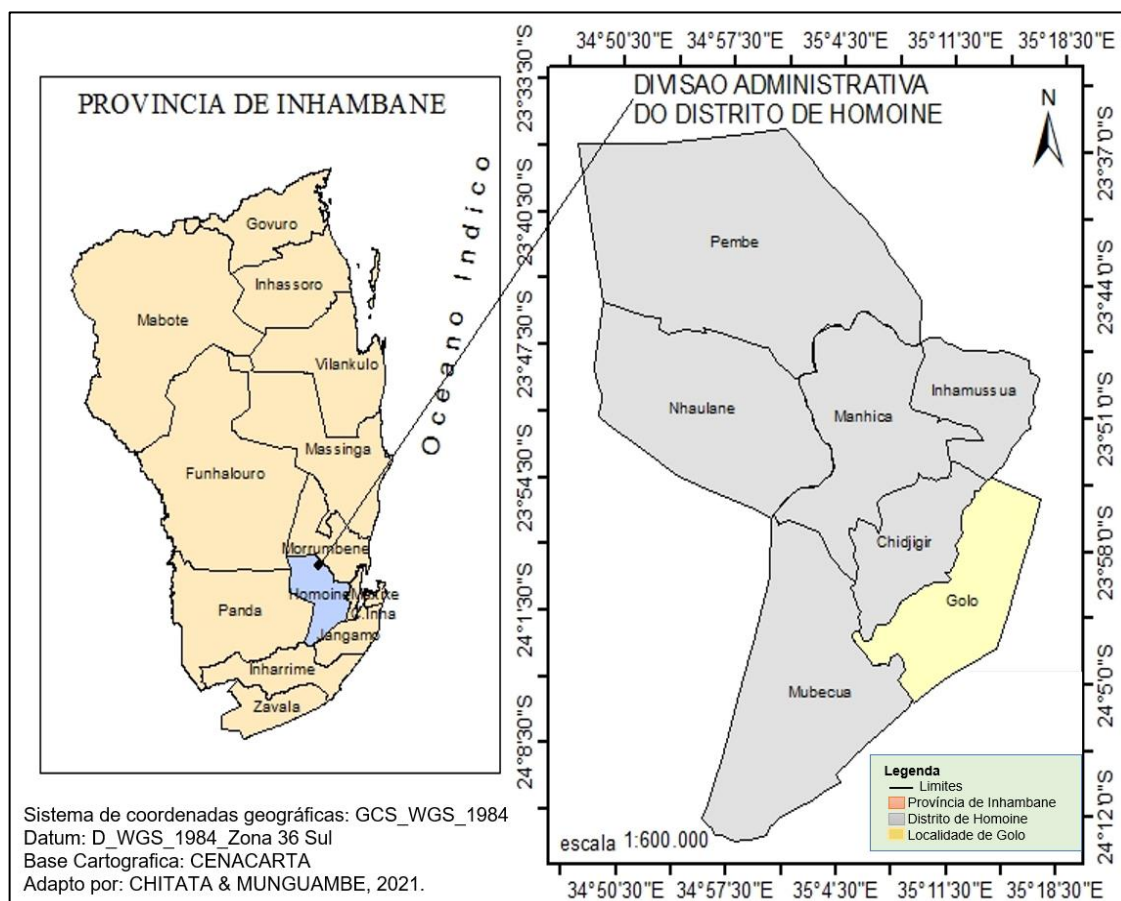 PROVINCIA DE INHAMBANE
Govuro
Inhassoro
Mabote
Vilankulo
Massinga
Funhalouro
Morrumbene
Homoine
Maxixe
C.Inha
Panda
Jangamo
Inharrime
Zavala
Oceano Indíco
Sistema de coordenadas geográficas: GCS_WGS_1984
Datum: D_WGS_1984_Zona 36 Sul
Base Cartografica: CENACARTA
Adapto por: CHITATA & MUNGUAMBE, 2021.
34°50'30"E 34°57'30"E 35°4'30"E 35°11'30"E 35°18'30"E
DIVISAO ADMINISTRATIVA
DO DISTRITO DE HOMOINE
N
23°33'30"S
23°40'30"S
23°47'30"S
23°54'30"S
24°1'30"S
24°8'30"S
Pembe
Nhaulane
Manhica
Inhamussua
Chidjigir
Golo
Mubecua
23°37'0"S
23°44'0"S
23°51'0"S
23°58'0"S
24°5'0"S
24°12'0"S
Legenda
Limites
Província de Inhambane
Distrito de Homoine
Localidade de Golo
escala 1:600.000
34°50'30"E 34°57'30"E 35°4'30"E 35°11'30"E 35°18'30"E